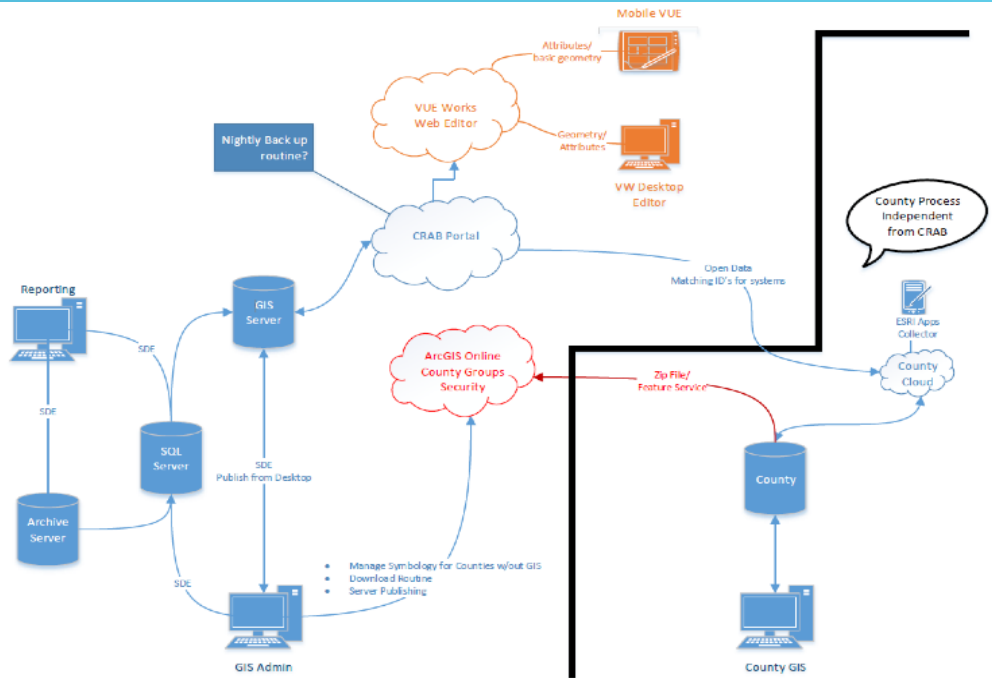 Mobile VUE
Attributes/
basic geometry
VUE Works
Web Editor
Geometry/
Attributes
VW Desktop
Editor
Nightly Back up
routine?
CRAB Portal
County Process
Independent
from CRAB
Open Data
Matching ID's for systems
ESRI Apps
Collector
County
Cloud
Reporting
SDE
SDE
GIS
Server
ArcGIS Online
County Groups
Security
Zip File/
Feature Service
SQL
Server
SDE
Publish from Desktop
County
Archive
Server
SDE
• Manage Symbology for Counties w/out GIS
• Download Routine
• Server Publishing
GIS Admin
County GIS